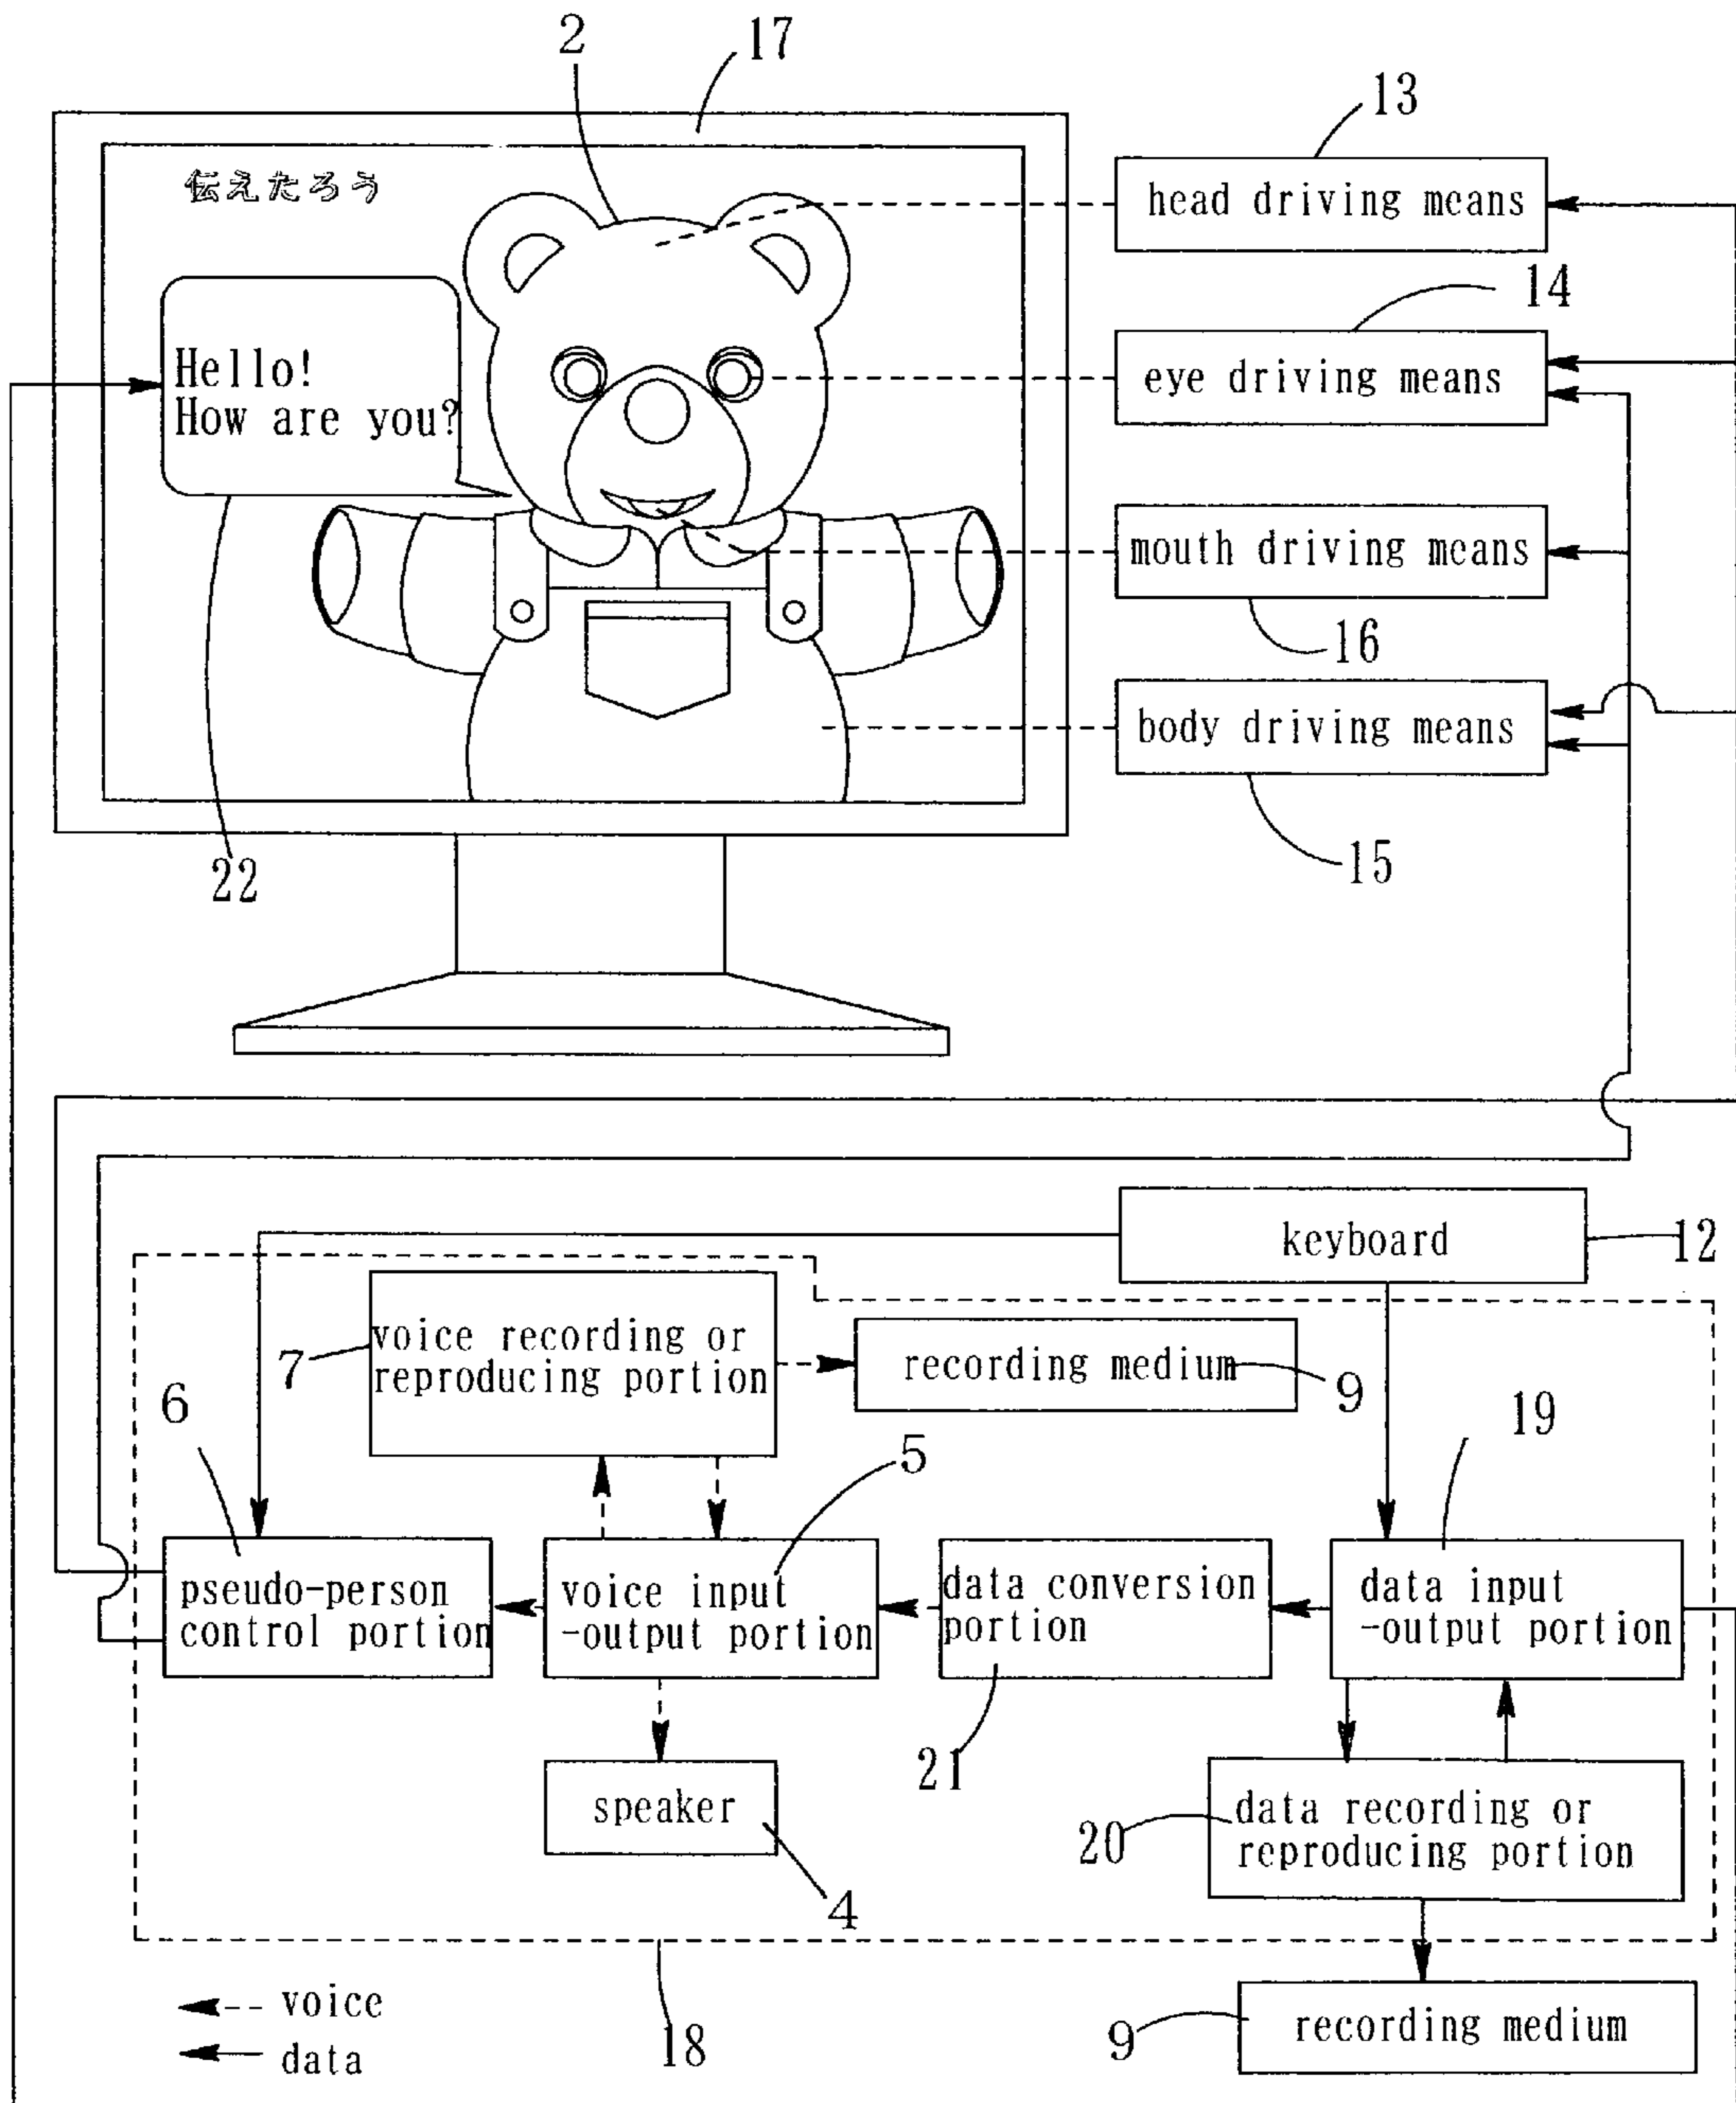 2
17
13
伝えたろう
head driving means
14
Hello!
How are you?
eye driving means
mouth driving means
16
body driving means
15
22
keyboard
12
voice recording or
reproducing portion
7
recording medium
9
6
19
5
pseudo-person
control portion
voice input
-output portion
data conversion
portion
data input
-output portion
21
speaker
4
20
data recording or
reproducing portion
voice
data
18
9
recording medium